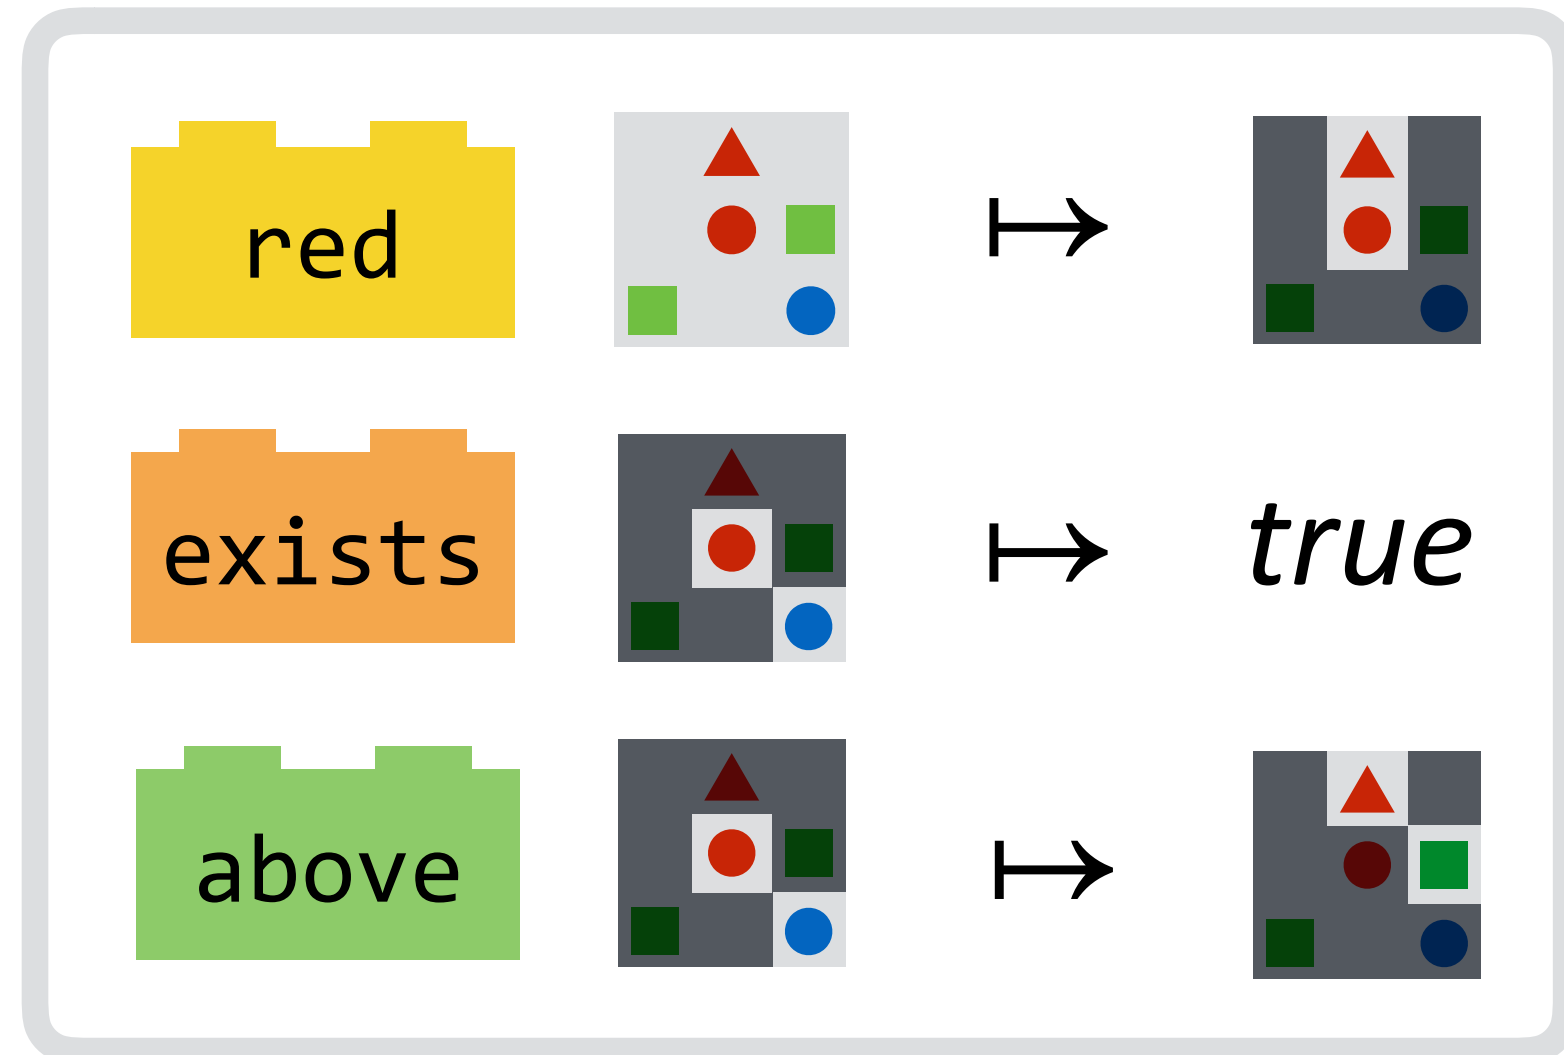 red ↦
exists ↦ true
above ↦